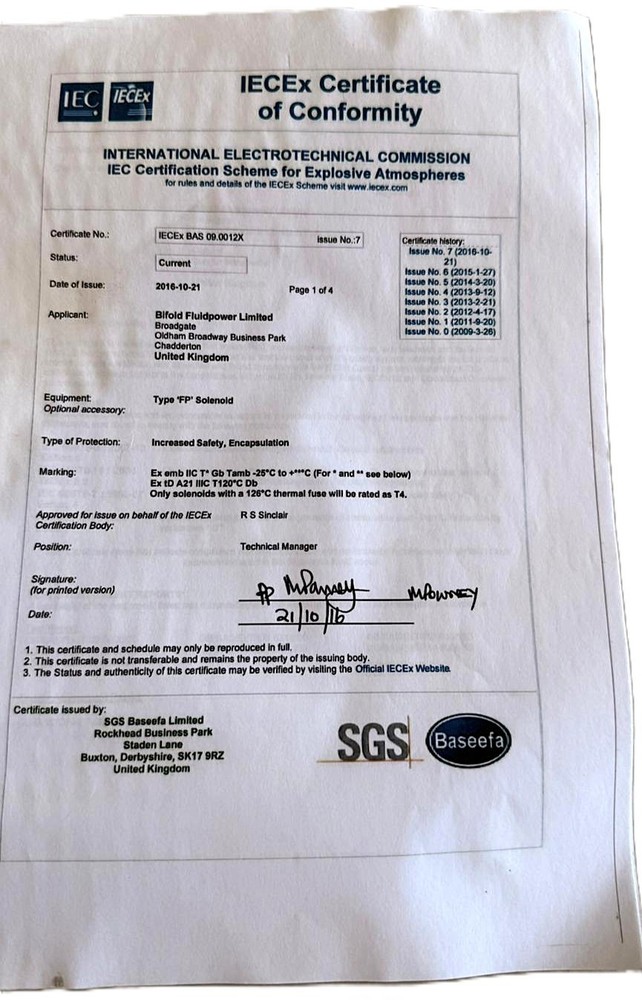 IEC
IECEx
IECEx Certificate
of Conformity
INTERNATIONAL ELECTROTECHNICAL COMMISSION
IEC Certification Scheme for Explosive Atmospheres
for rules and details of the IECEx Scheme visit www.iecex.com
Certificate No.: IECEx BAS 09.0012X issue No.:7
Status: Current
Date of Issue: 2016-10-21 Page 1 of 4
Certificate history:
Issue No. 7 (2016-10-
21)
Issue No. 6 (2015-1-27)
Issue No. 5 (2014-3-20)
Issue No. 4 (2013-9-12)
Issue No. 3 (2013-2-21)
Issue No. 2 (2012-4-17)
Issue No. 1 (2011-9-20)
Issue No. 0 (2009-3-26)
Applicant: Bifold Fluidpower Limited
Broadgate
Oldham Broadway Business Park
Chadderton
United Kingdom
Equipment: Type 'FP' Solenoid
Optional accessory:
Type of Protection: Increased Safety, Encapsulation
Marking: Ex emb IIC T* Gb Tamb -25°C to +**°C (For * and ** see below)
Ex tD A21 IIIC T120°C Db
Only solenoids with a 126°C thermal fuse will be rated as T4.
Approved for issue on behalf of the IECEx R S Sinclair
Certification Body:
Position: Technical Manager
Signature:
(for printed version)
Date: 21/10/16
1. This certificate and schedule may only be reproduced in full.
2. This certificate is not transferable and remains the property of the issuing body.
3. The Status and authenticity of this certificate may be verified by visiting the Official IECEx Website.
Certificate issued by:
SGS Baseefa Limited
Rockhead Business Park
Staden Lane
Buxton, Derbyshire, SK17 9RZ
United Kingdom
SGS
Baseefa